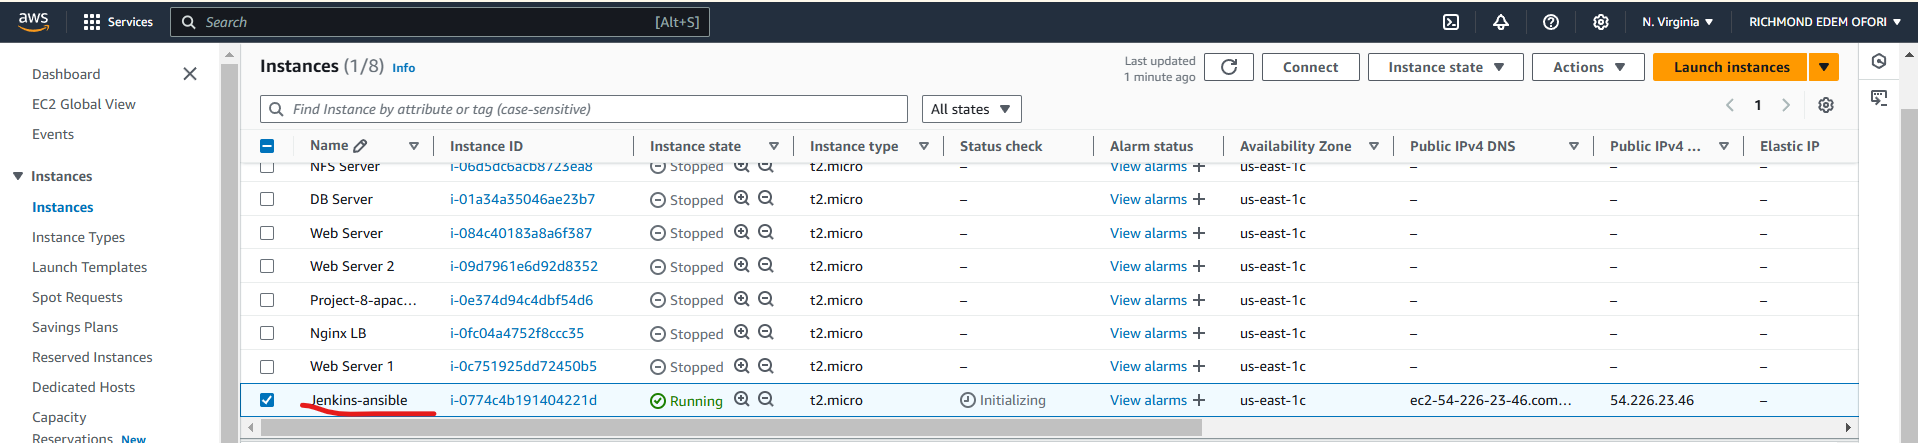 aws Services Search [Alt+S] N. Virginia RICHMOND EDEM OFORI
Dashboard
EC2 Global View
Events
Instances
Instances
Instance Types
Launch Templates
Spot Requests
Savings Plans
Reserved Instances
Dedicated Hosts
Capacity
Reservations New
Instances (1/8) Info
Last updated
1 minute ago
Connect Instance state Actions Launch instances
Find Instance by attribute or tag (case-sensitive) All states 1
Name Instance ID Instance state Instance type Status check Alarm status Availability Zone Public IPv4 DNS Public IPv4 ... Elastic IP
NFS Server i-06d5dc6acb8723ea8 Stopped t2.micro – View alarms + us-east-1c – – –
DB Server i-01a34a35046ae23b7 Stopped t2.micro – View alarms + us-east-1c – – –
Web Server i-084c40183a8a6f387 Stopped t2.micro – View alarms + us-east-1c – – –
Web Server 2 i-09d7961e6d92d8352 Stopped t2.micro – View alarms + us-east-1c – – –
Project-8-apac... i-0e374d94c4dbf54d6 Stopped t2.micro – View alarms + us-east-1c – – –
Nginx LB i-0fc04a4752f8ccc35 Stopped t2.micro – View alarms + us-east-1c – – –
Web Server 1 i-0c751925dd72450b5 Stopped t2.micro – View alarms + us-east-1c – – –
Jenkins-ansible i-0774c4b191404221d Running t2.micro Initializing View alarms + us-east-1c ec2-54-226-23-46.com... 54.226.23.46 –